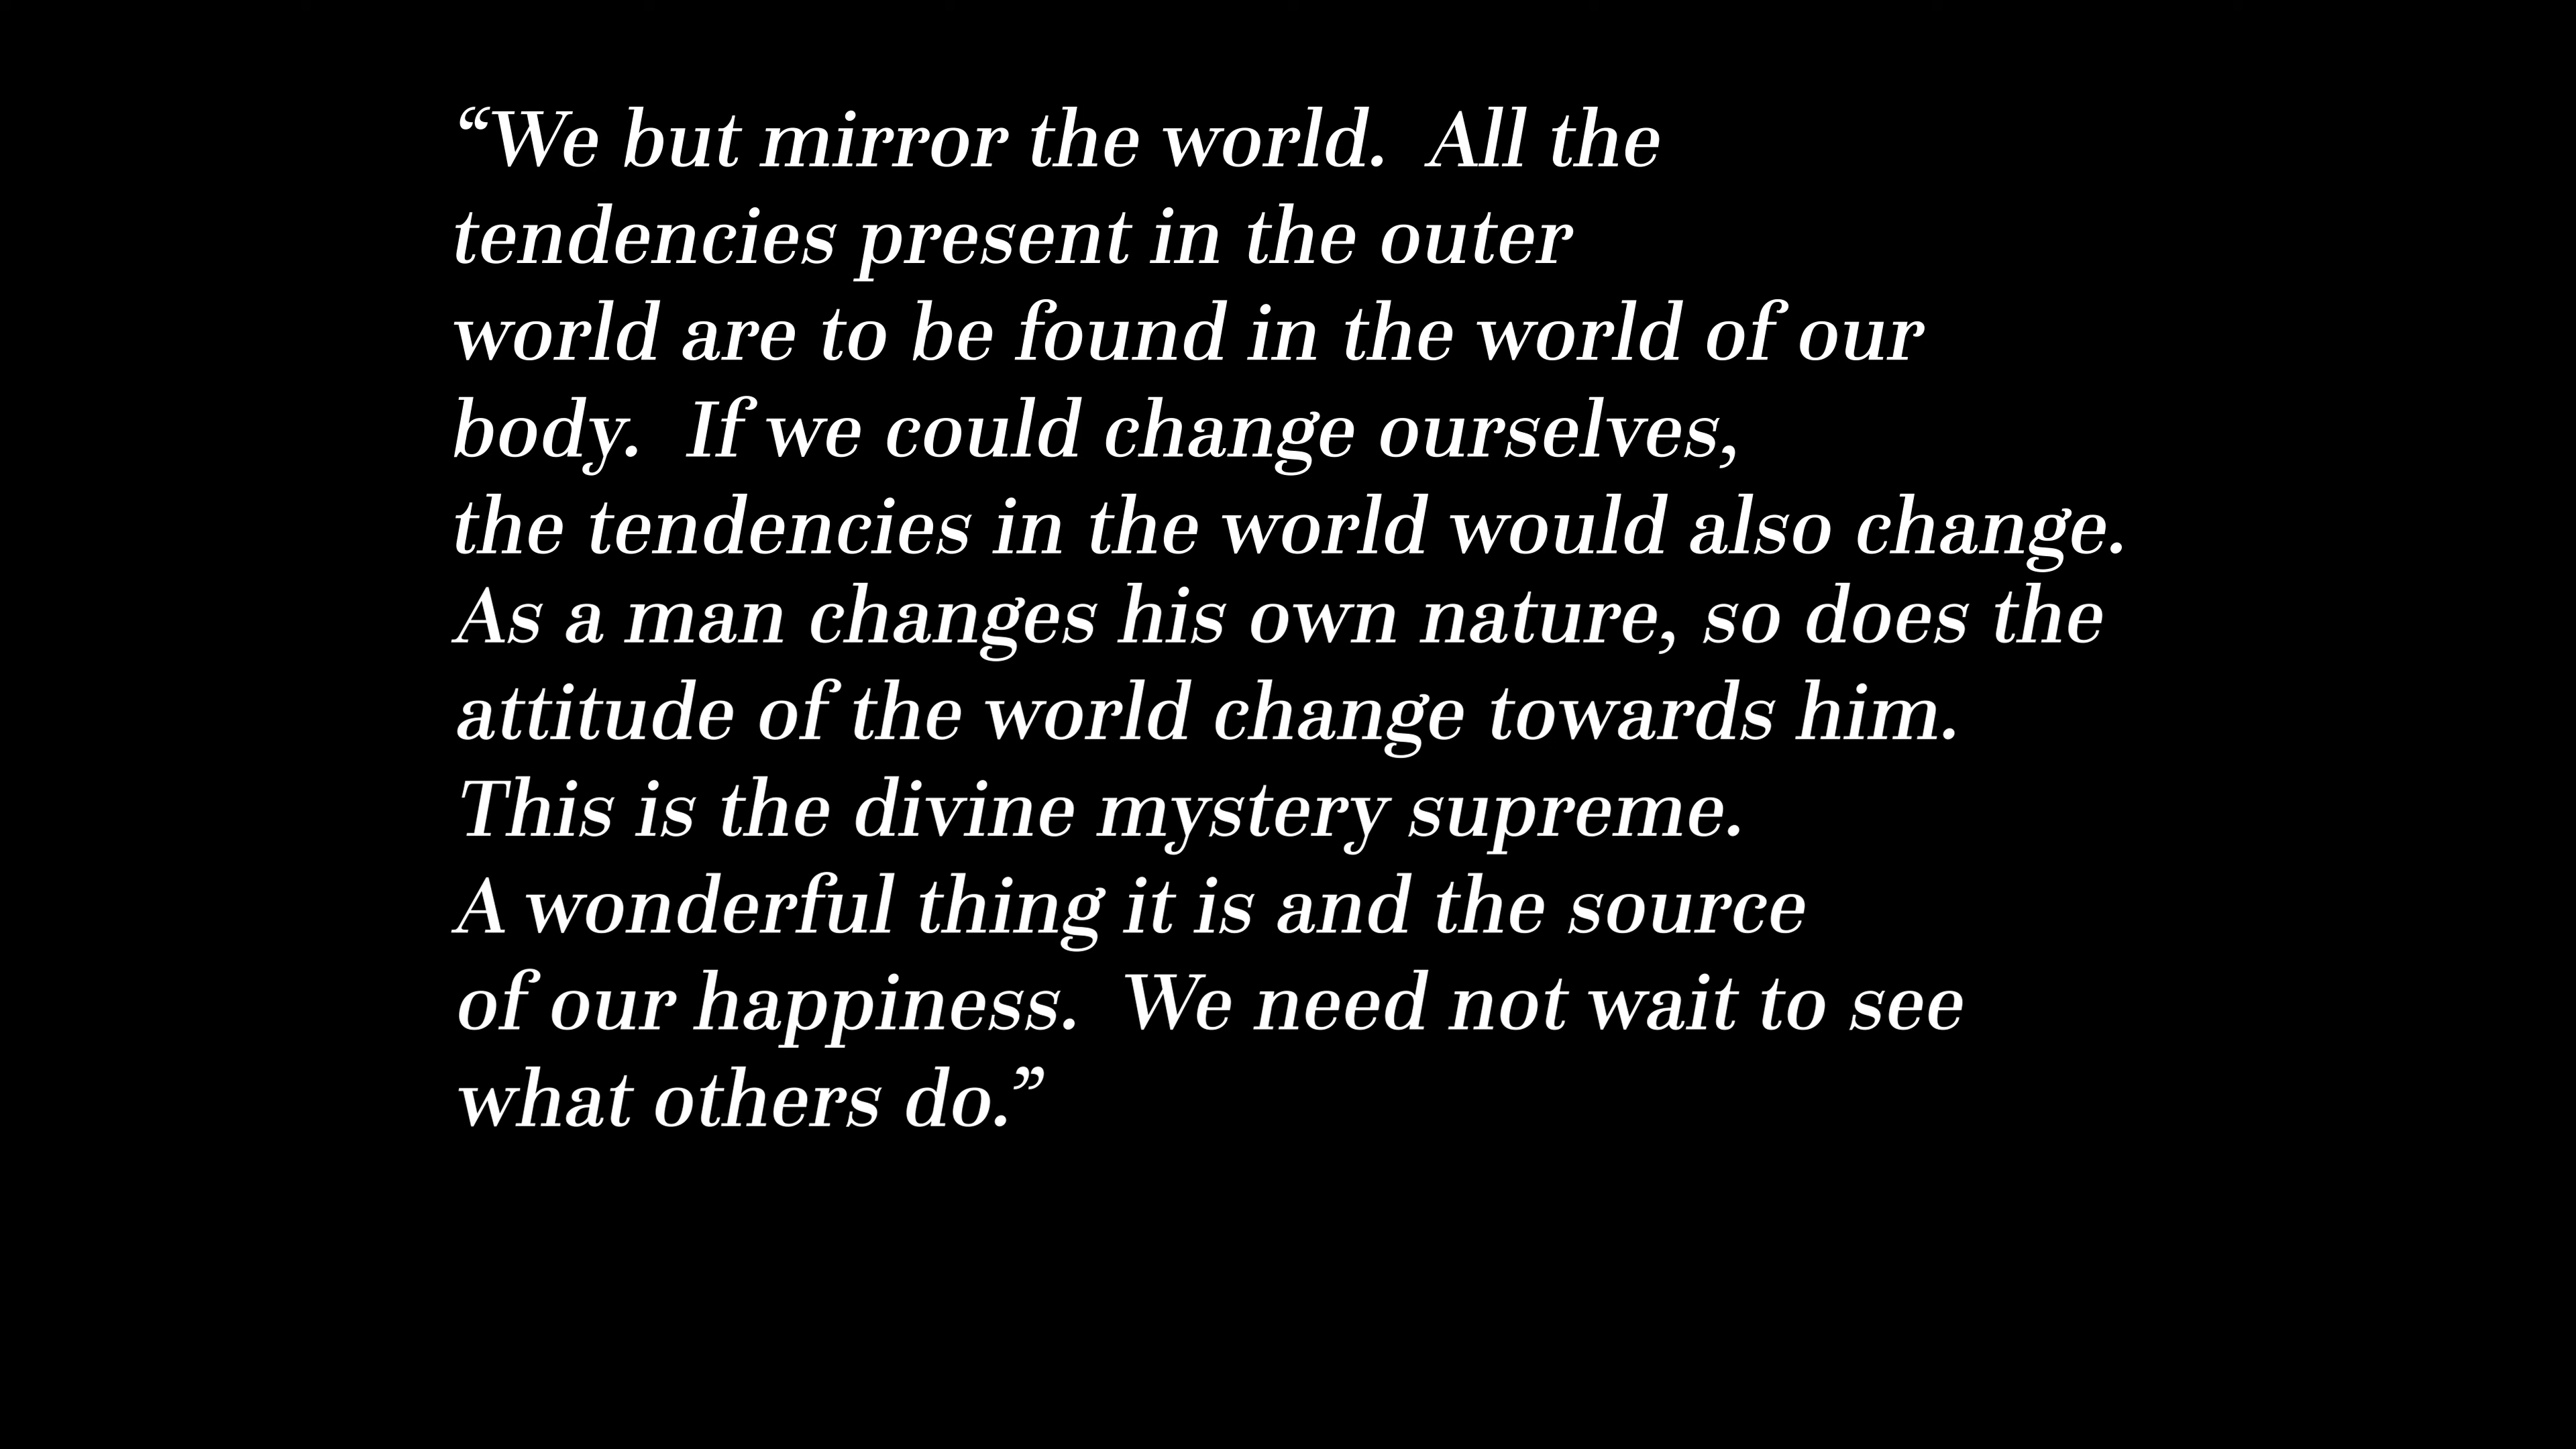 “We but mirror the world.  All the
tendencies present in the outer
world are to be found in the world of our
body.  If we could change ourselves,
the tendencies in the world would also change.
As a man changes his own nature, so does the
attitude of the world change towards him.
This is the divine mystery supreme.
A wonderful thing it is and the source
of our happiness.  We need not wait to see
what others do.”